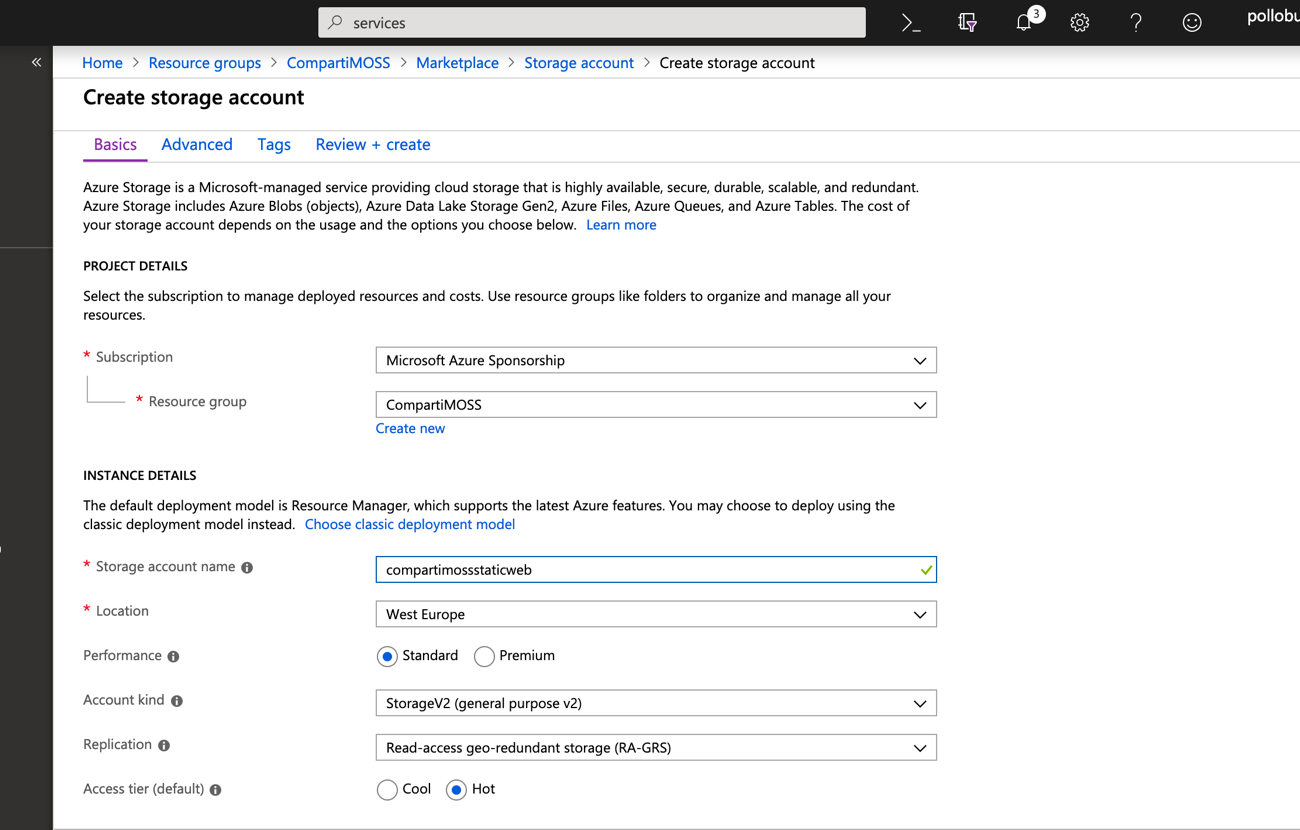 services
3
pollobu
Home > Resource groups > CompartiMOSS > Marketplace > Storage account > Create storage account
Create storage account
Basics Advanced Tags Review + create
Azure Storage is a Microsoft-managed service providing cloud storage that is highly available, secure, durable, scalable, and redundant.
Azure Storage includes Azure Blobs (objects), Azure Data Lake Storage Gen2, Azure Files, Azure Queues, and Azure Tables. The cost of
your storage account depends on the usage and the options you choose below. Learn more
PROJECT DETAILS
Select the subscription to manage deployed resources and costs. Use resource groups like folders to organize and manage all your
resources.
* Subscription Microsoft Azure Sponsorship
* Resource group CompartiMOSS
Create new
INSTANCE DETAILS
The default deployment model is Resource Manager, which supports the latest Azure features. You may choose to deploy using the
classic deployment model instead. Choose classic deployment model
* Storage account name compartimossstaticweb
* Location West Europe
Performance Standard Premium
Account kind StorageV2 (general purpose v2)
Replication Read-access geo-redundant storage (RA-GRS)
Access tier (default) Cool Hot